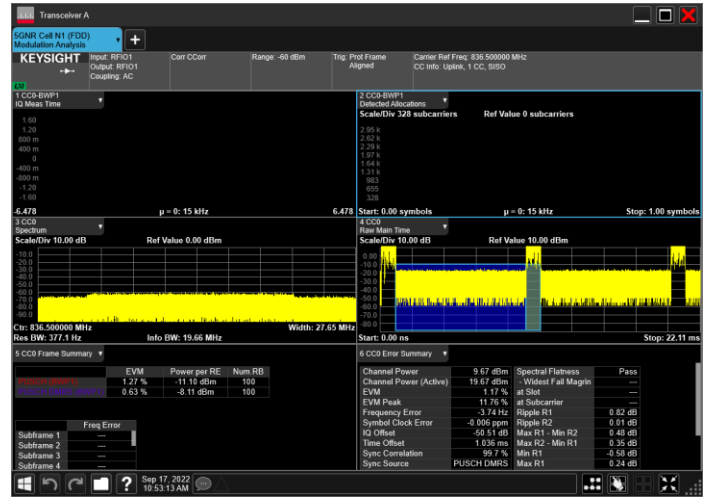 Transceiver A
5GNR Cell N1 (FDD)
Modulation Analysis
KEYSIGHT
Input: RFIO1
Output: RFIO1
Coupling: AC
Corr CCorr
Range: -60 dBm
Trig: Prot Frame
Aligned
Carrier Ref Freq: 836.500000 MHz
CC Info: Uplink, 1 CC, SISO
1 CC0-BWP1
IQ Meas Time
1.60
1.20
800 m
400 m
0
-400 m
-800 m
-1.20
-1.60
-6.478 µ = 0: 15 kHz 6.478
2 CC0-BWP1
Detected Allocations
Scale/Div 328 subcarriers Ref Value 0 subcarriers
2.95 k
2.62 k
2.29 k
1.97 k
1.64 k
1.31 k
983
655
328
Start: 0.00 symbols µ = 0: 15 kHz Stop: 1.00 symbols
3 CC0
Spectrum
Scale/Div 10.00 dB Ref Value 0.00 dBm
-10.0
-20.0
-30.0
-40.0
-50.0
-60.0
-70.0
-80.0
-90.0
Ctr: 836.500000 MHz Width: 27.65 MHz
Res BW: 377.1 Hz Info BW: 19.66 MHz
4 CC0
Raw Main Time
Scale/Div 10.00 dB Ref Value 10.00 dBm
0.00
-10.0
-20.0
-30.0
-40.0
-50.0
-60.0
-70.0
-80.0
Start: 0.00 ns Stop: 22.11 ms
5 CC0 Frame Summary
EVM Power per RE Num RB
1.27 % -11.10 dBm 100
0.63 % -8.11 dBm 100
Freq Error
Subframe 1 ---
Subframe 2 ---
Subframe 3 ---
Subframe 4 ---
6 CC0 Error Summary
Channel Power 9.67 dBm
Channel Power (Active) 19.67 dBm
EVM 1.17 %
EVM Peak 11.76 %
Frequency Error -3.74 Hz
Symbol Clock Error -0.006 ppm
IQ Offset -50.51 dB
Time Offset 1.036 ms
Sync Correlation 99.7 %
Sync Source PUSCH DMRS
Spectral Flatness Pass
- Widest Fail Magrin ---
at Slot ---
at Subcarrier ---
Ripple R1 0.82 dB
Ripple R2 0.01 dB
Max R1 - Min R2 0.48 dB
Max R2 - Min R1 0.35 dB
Min R1 -0.58 dB
Max R1 0.24 dB
?
Sep 17, 2022
10:53:13 AM